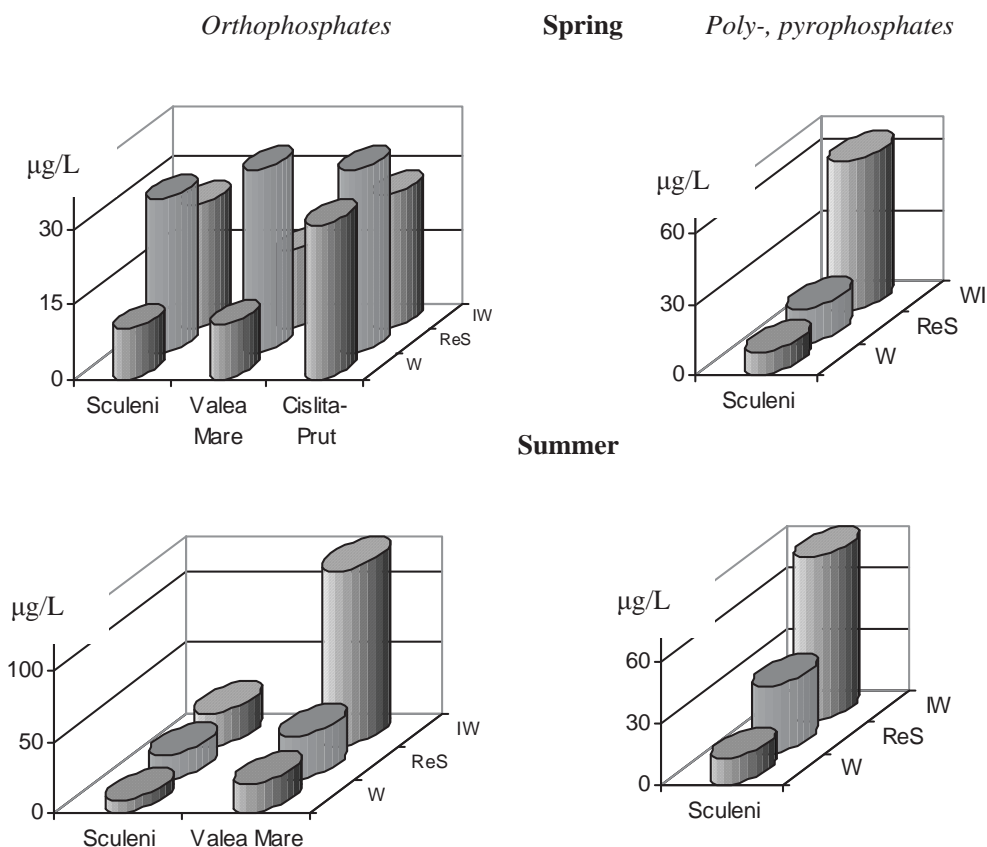 Orthophosphates Spring Poly-, pyrophosphates
μg/L
30
15
0
Sculeni Valea Mare Cislita-Prut
W
ReS
IW
μg/L
60
30
0
Sculeni
W
ReS
WI
Summer
μg/L
100
50
0
Sculeni Valea Mare
W
ReS
IW
μg/L
60
30
0
Sculeni
W
ReS
IW